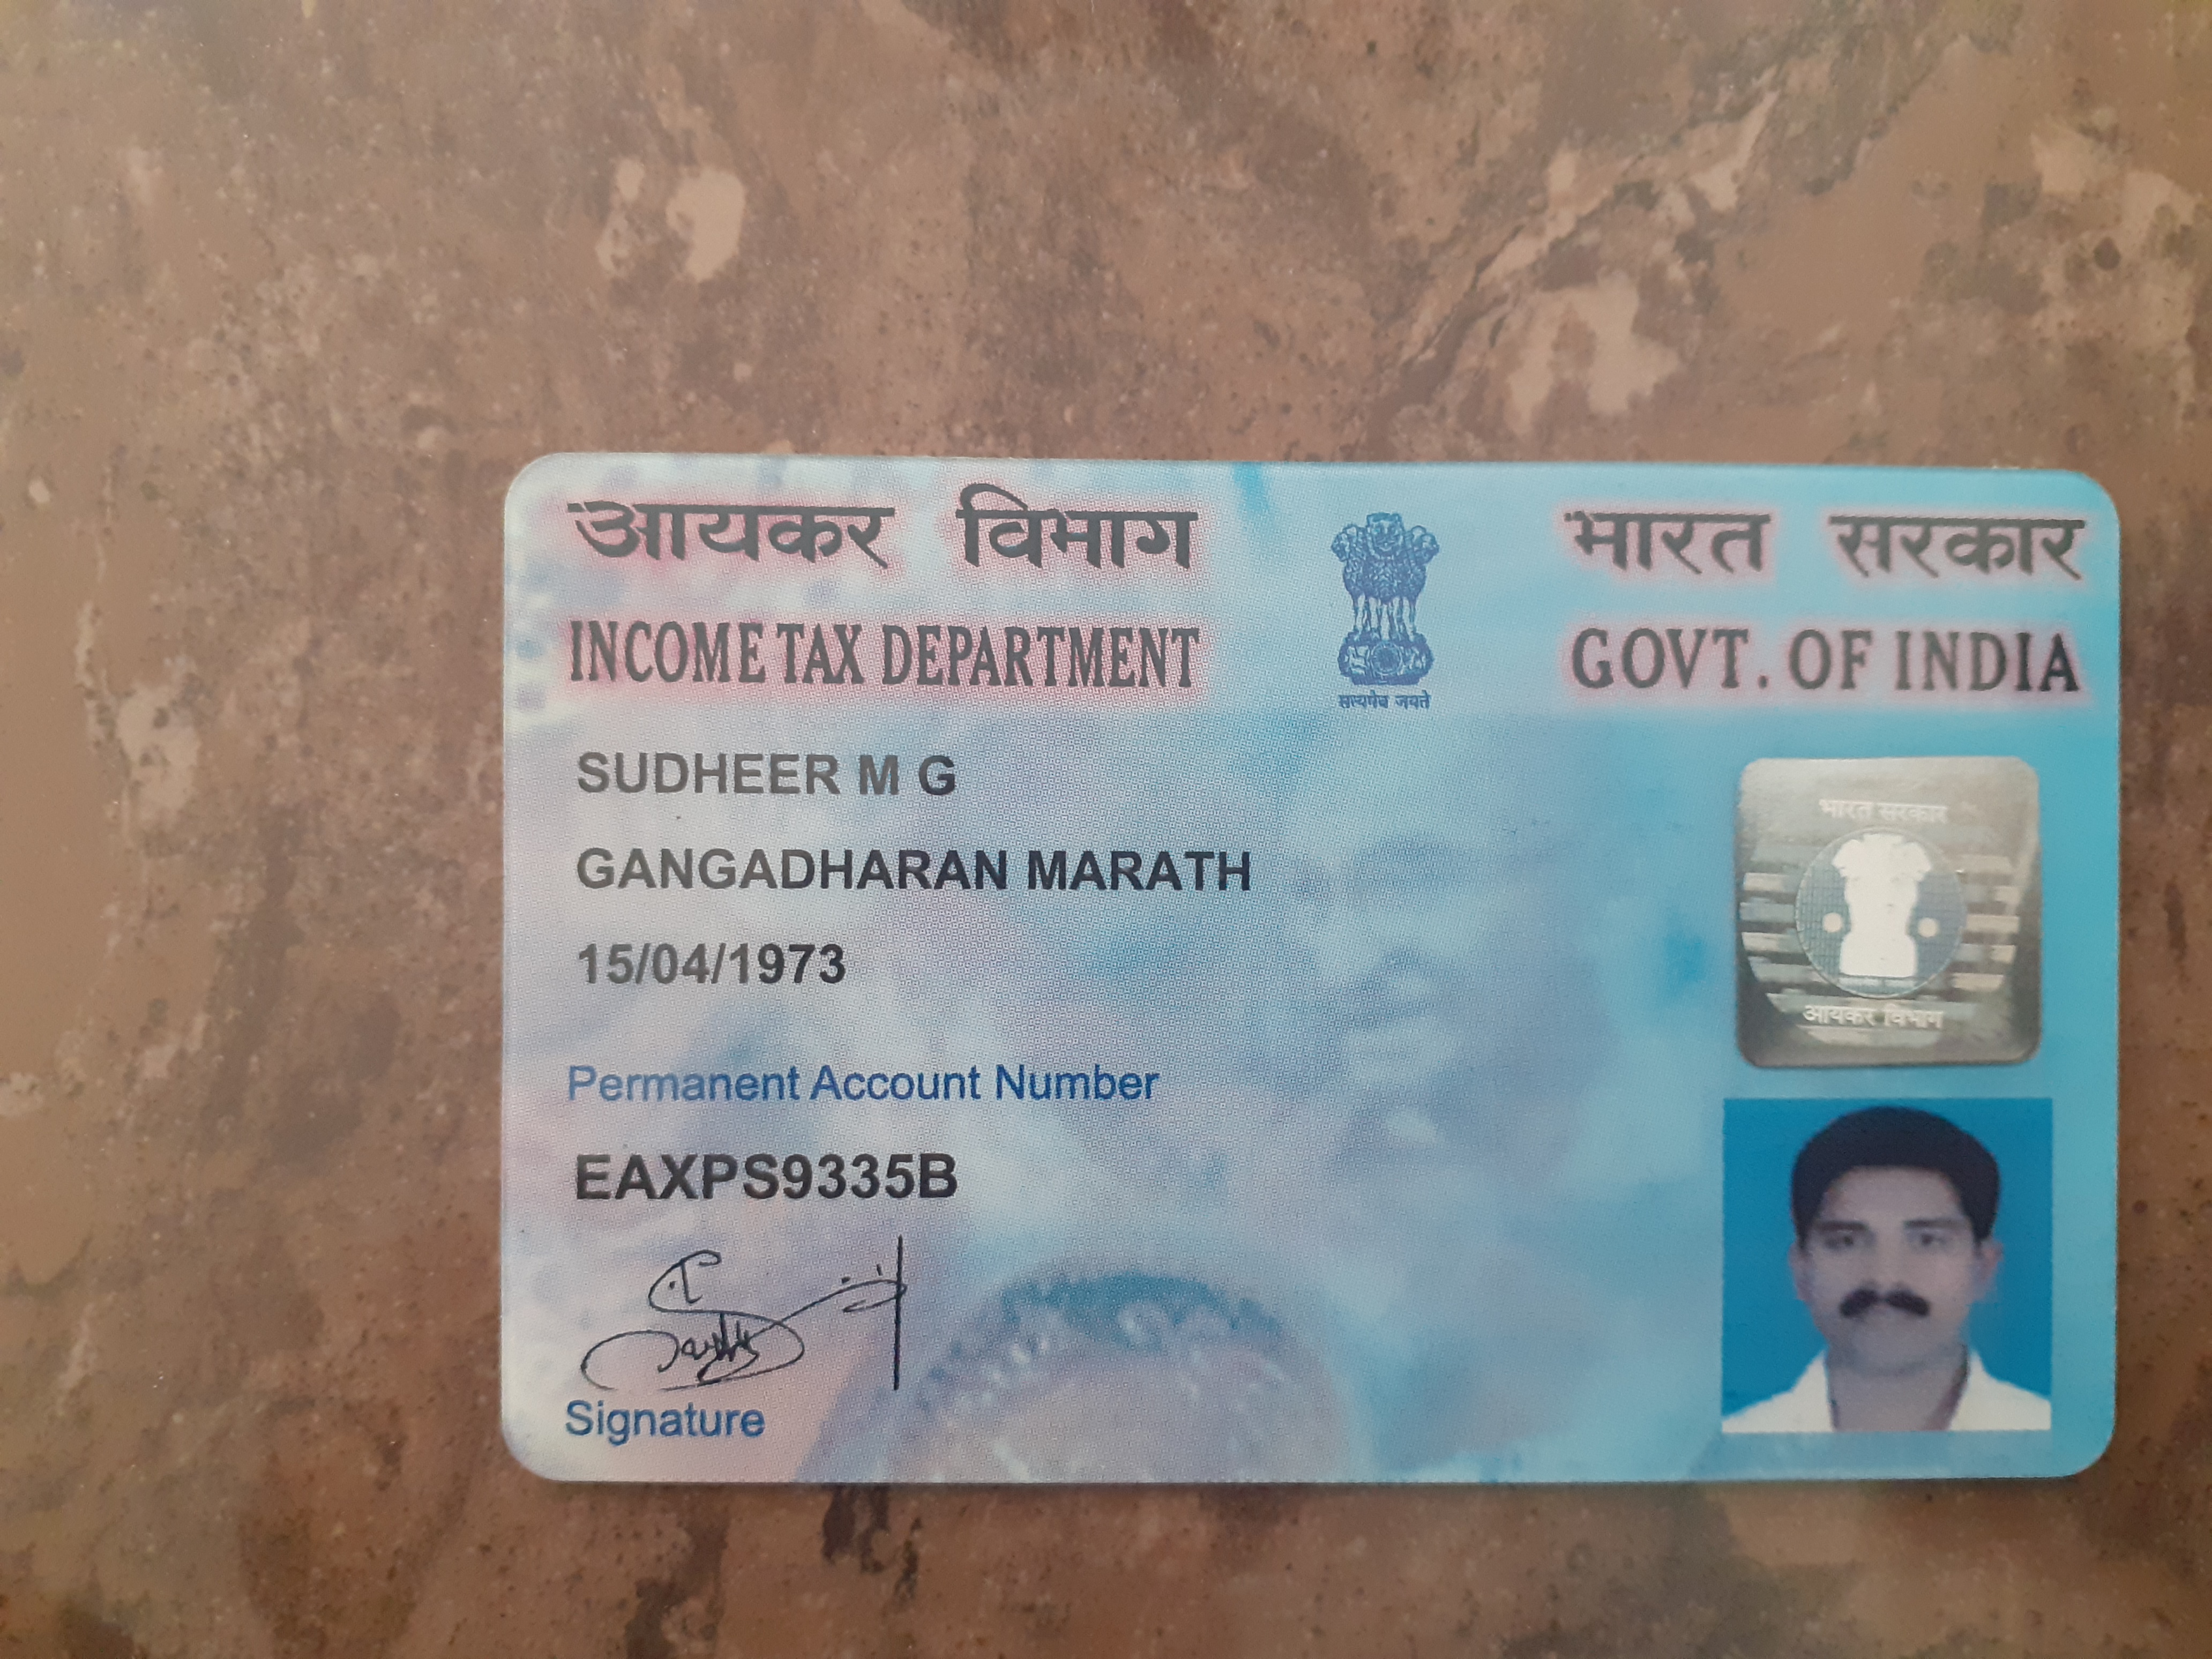 आयकर विभाग
INCOME TAX DEPARTMENT
भारत सरकार
GOVT. OF INDIA
सत्यमेव जयते
SUDHEER M G
GANGADHARAN MARATH
15/04/1973
Permanent Account Number
EAXPS9335B
Signature
भारत सरकार
आयकर विभाग